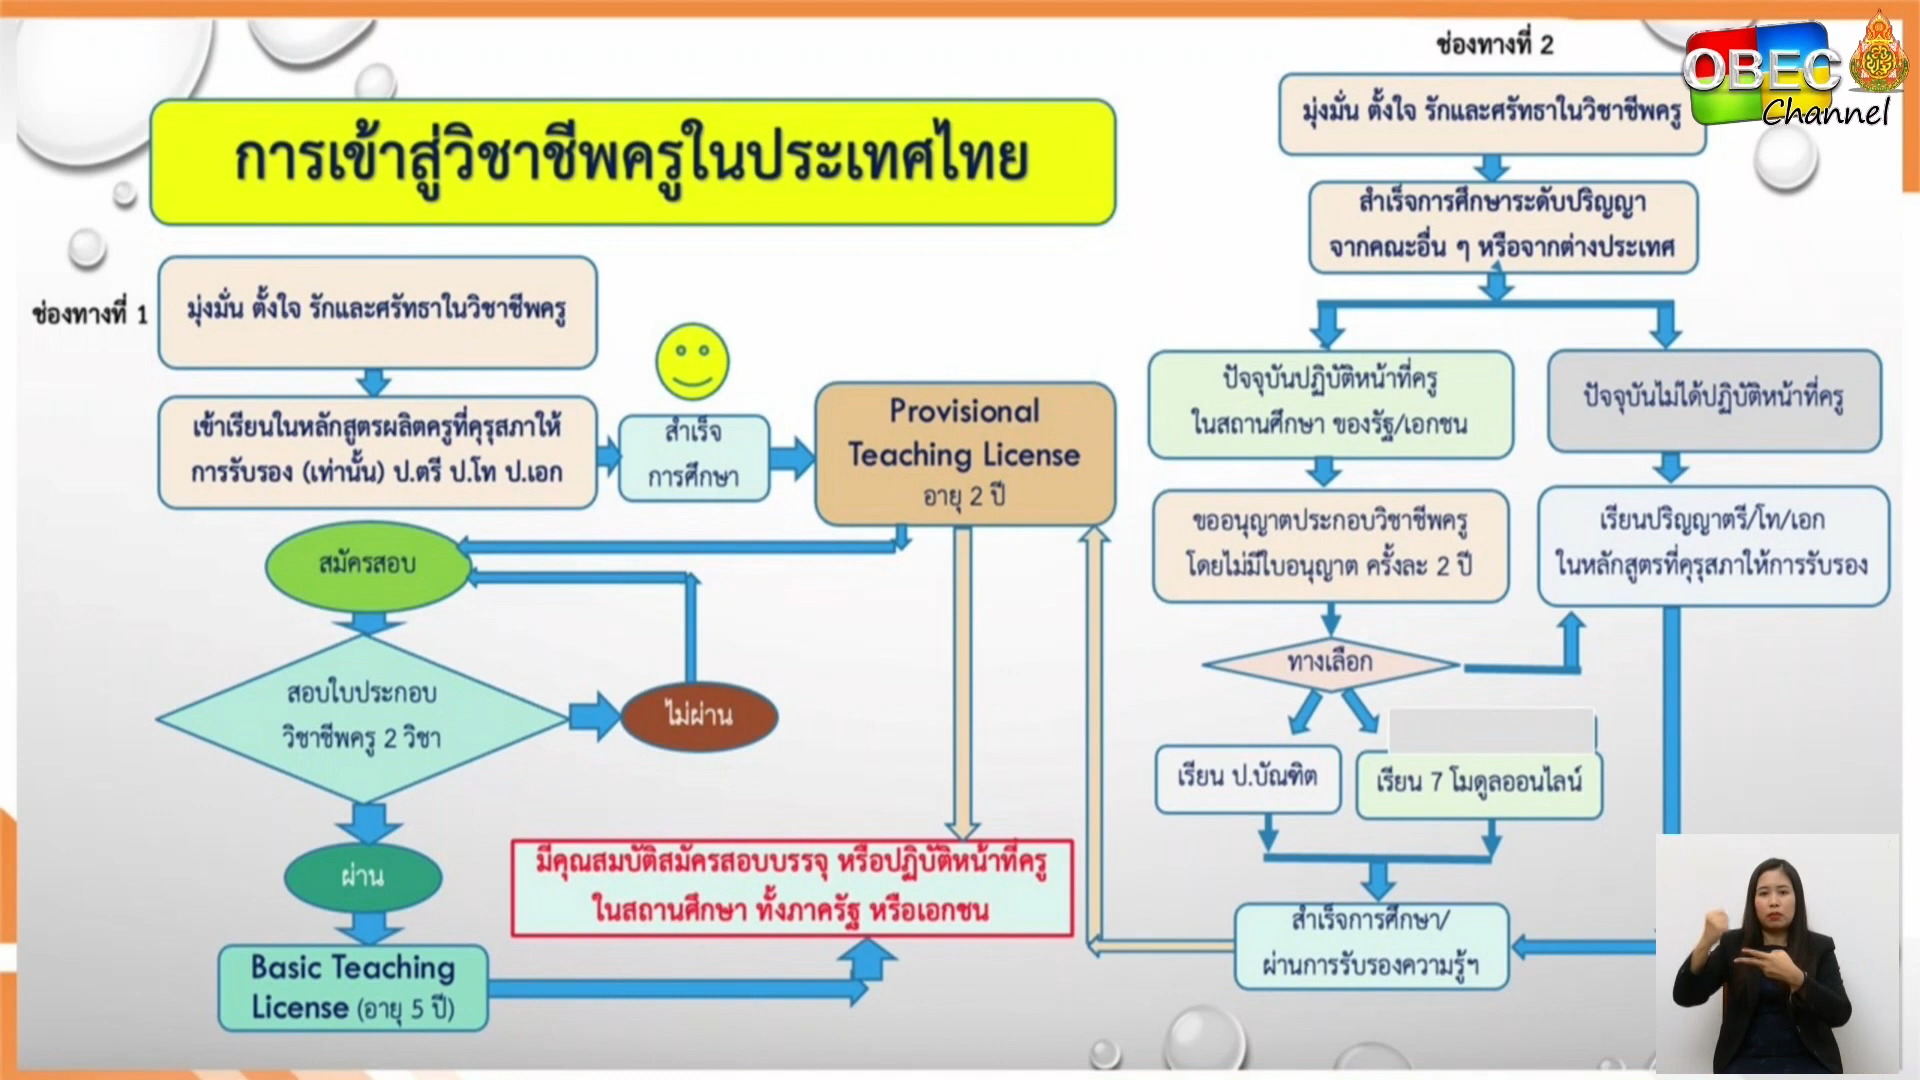 การเข้าสู่วิชาชีพครูในประเทศไทย
ช่องทางที่ 1
มุ่งมั่น ตั้งใจ รักและศรัทธาในวิชาชีพครู
เข้าเรียนในหลักสูตรผลิตครูที่คุรุสภาให้
การรับรอง (เท่านั้น) ป.ตรี ป.โท ป.เอก
สำเร็จ
การศึกษา
Provisional
Teaching License
อายุ 2 ปี
สมัครสอบ
สอบใบประกอบ
วิชาชีพครู 2 วิชา
ไม่ผ่าน
ผ่าน
Basic Teaching
License (อายุ 5 ปี)
มีคุณสมบัติสมัครสอบบรรจุ หรือปฏิบัติหน้าที่ครู
ในสถานศึกษา ทั้งภาครัฐ หรือเอกชน
ช่องทางที่ 2
มุ่งมั่น ตั้งใจ รักและศรัทธาในวิชาชีพครู
สำเร็จการศึกษาระดับปริญญา
จากคณะอื่น ๆ หรือจากต่างประเทศ
ปัจจุบันปฏิบัติหน้าที่ครู
ในสถานศึกษา ของรัฐ/เอกชน
ปัจจุบันไม่ได้ปฏิบัติหน้าที่ครู
ขออนุญาตประกอบวิชาชีพครู
โดยไม่มีใบอนุญาต ครั้งละ 2 ปี
เรียนปริญญาตรี/โท/เอก
ในหลักสูตรที่คุรุสภาให้การรับรอง
ทางเลือก
เรียน ป.บัณฑิต
เรียน 7 โมดูลออนไลน์
สำเร็จการศึกษา/
ผ่านการรับรองความรู้ฯ
OBEC
Channel